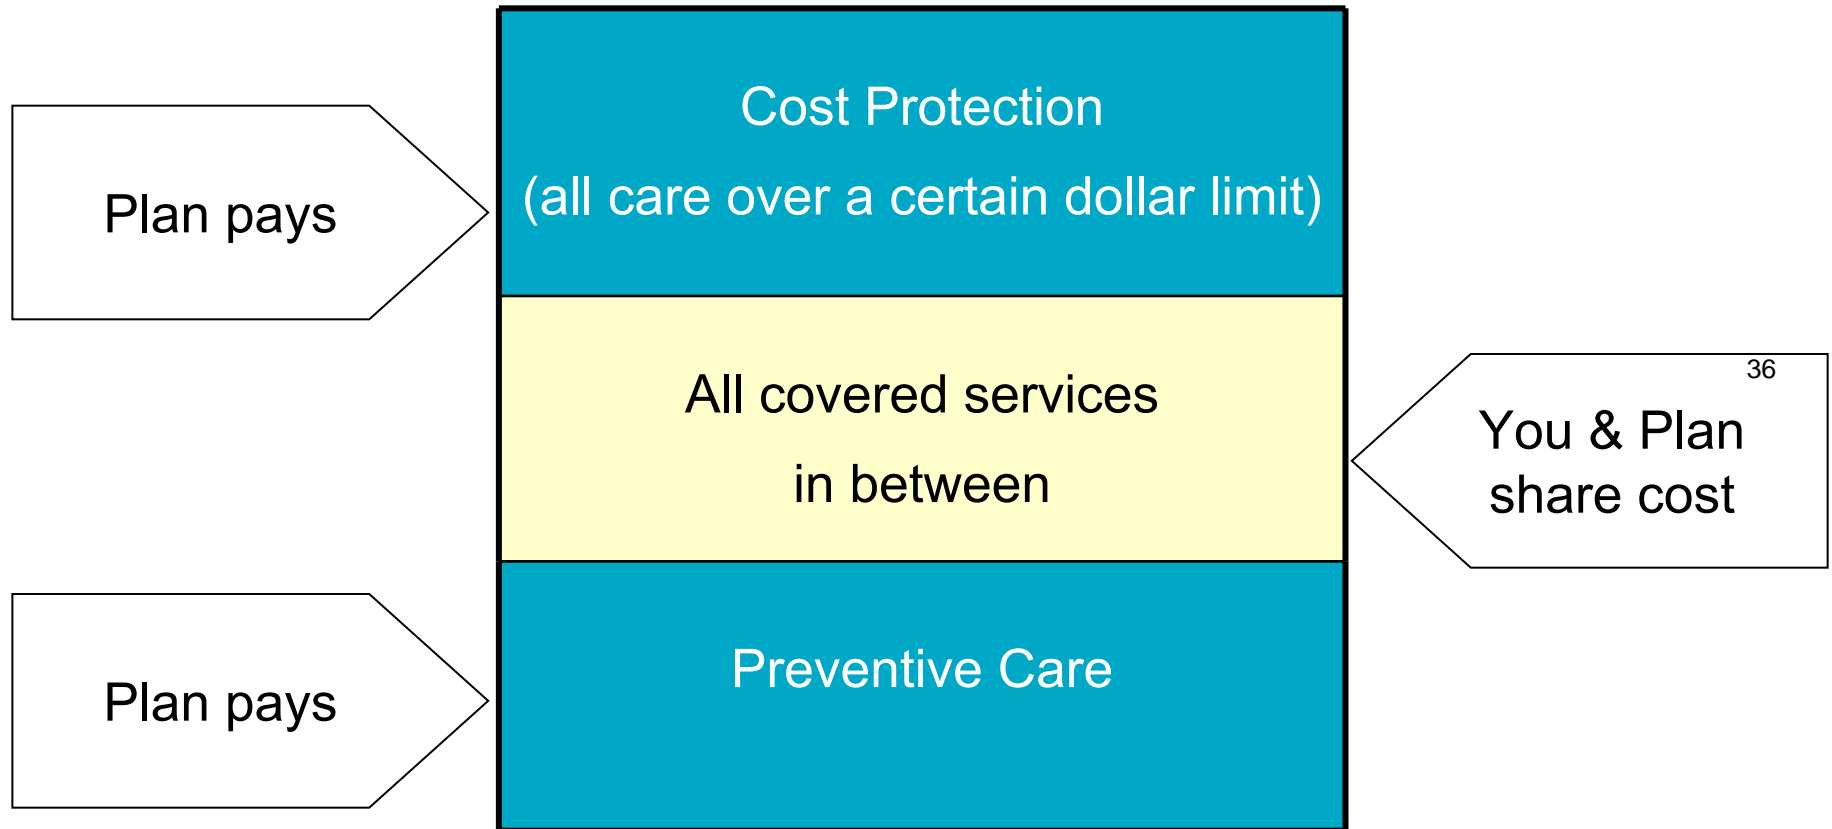 Cost Protection
(all care over a certain dollar limit)
Plan pays
All covered services
in between
36
You & Plan
share cost
Preventive Care
Plan pays